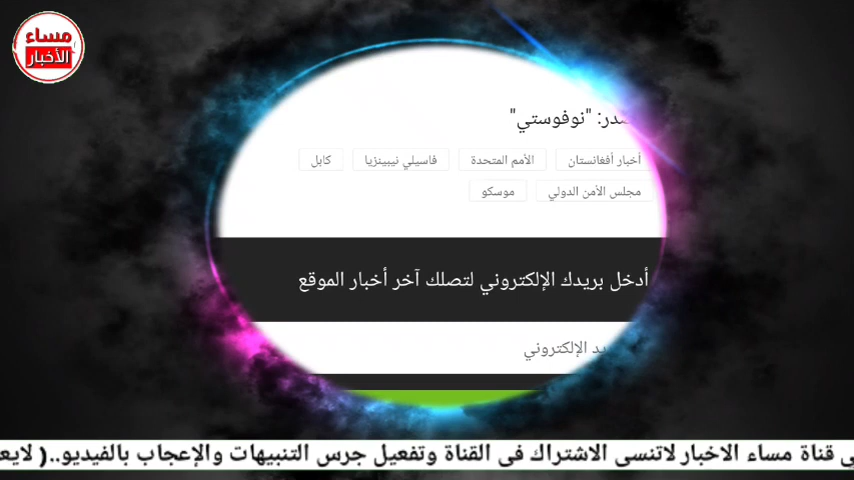 مساء
الأخبار
"نوفوستي"
أخبار أفغانستان
الأمم المتحدة
فاسيلي نيبينزيا
كابل
مجلس الأمن الدولي
موسكو
أدخل بريدك الإلكتروني لتصلك آخر أخبار الموقع
الإلكتروني
قناة مساء الاخبار لاتنسى الاشتراك فى القناة وتفعيل جرس التنبيهات والإعجاب بالفيديو..(